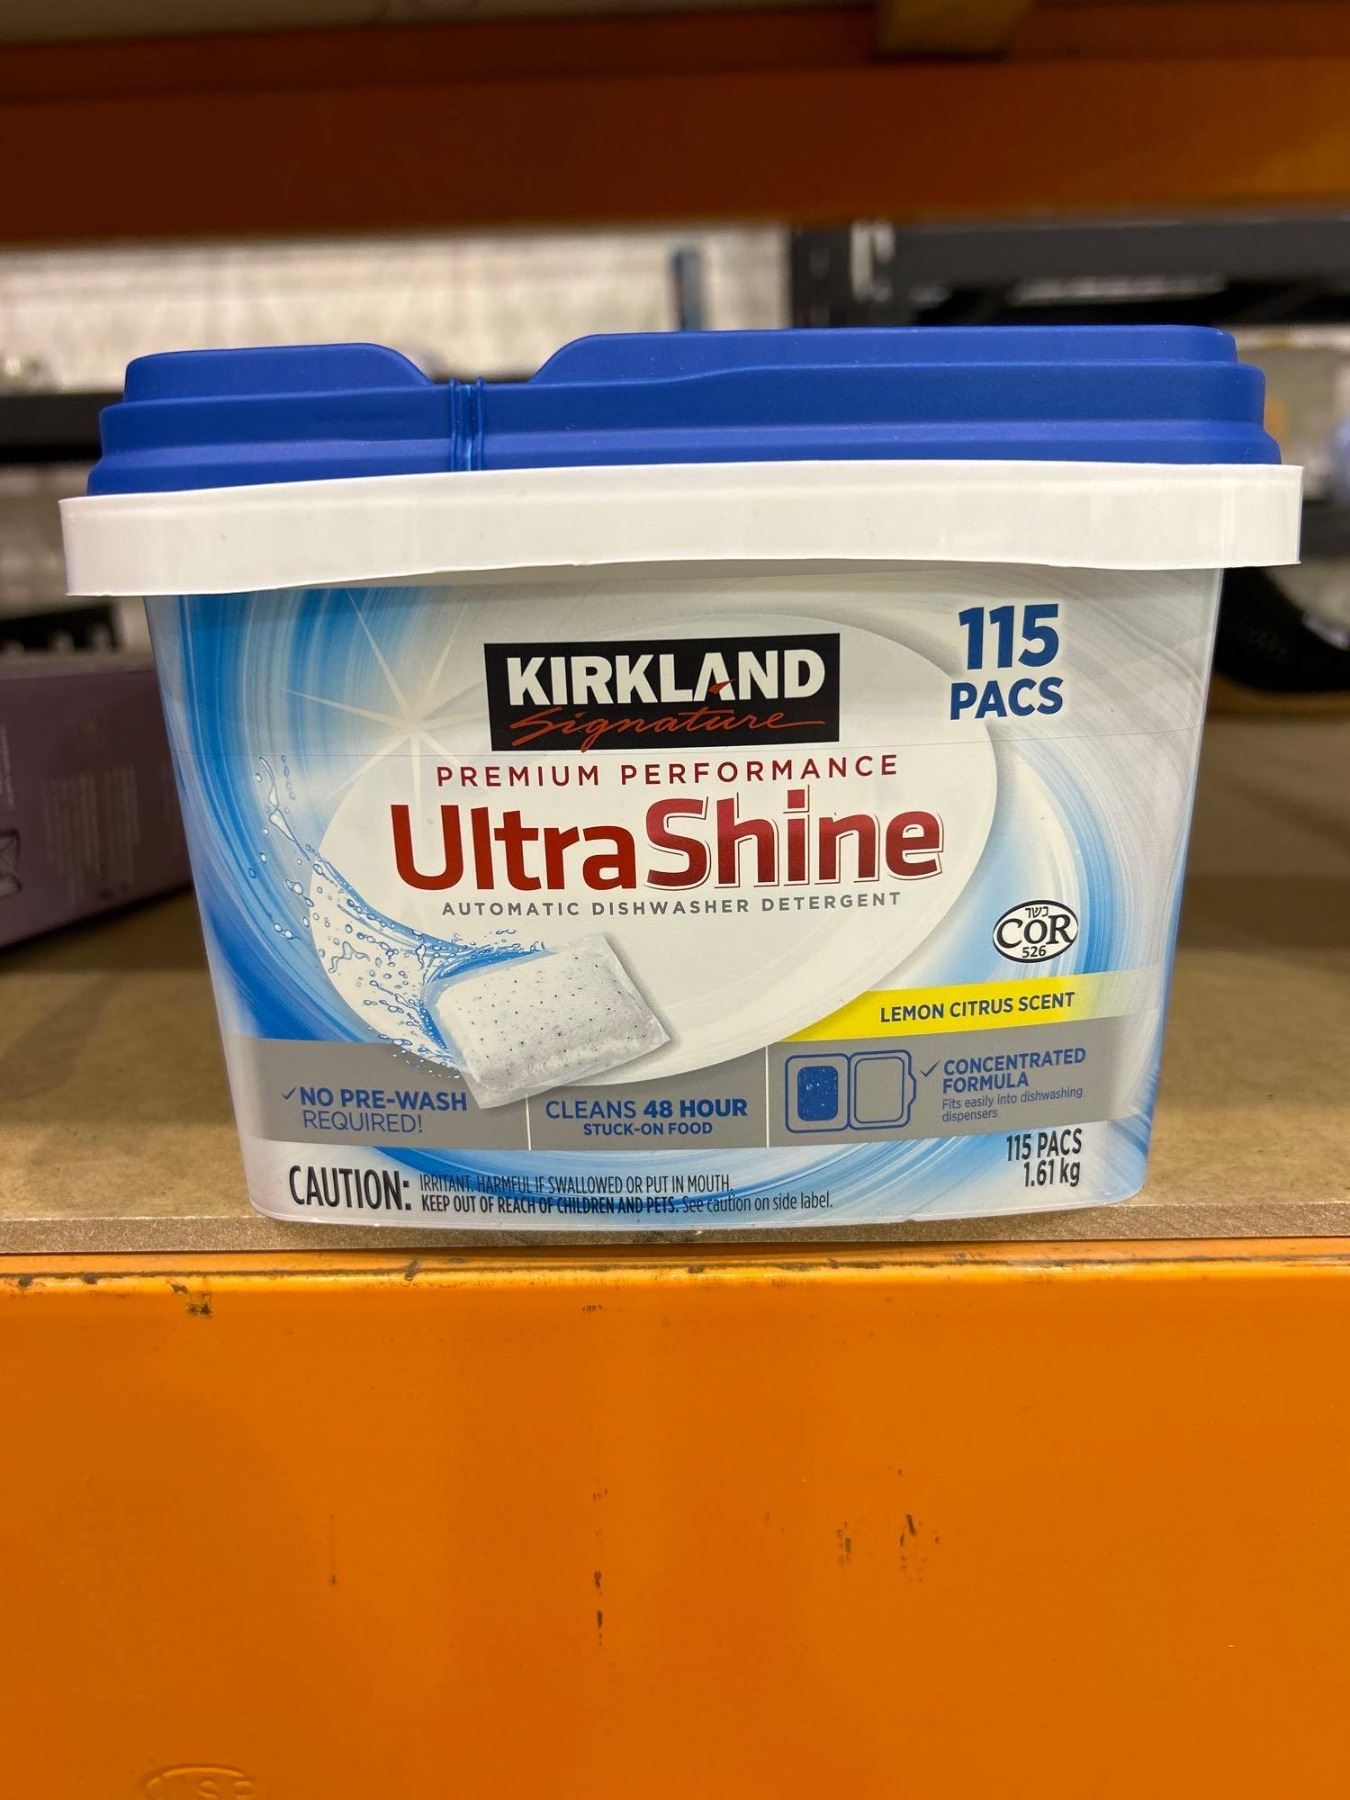 115
PACS
KIRKLAND
Signature
PREMIUM PERFORMANCE
UltraShine
AUTOMATIC DISHWASHER DETERGENT
כשר
COR
526
LEMON CITRUS SCENT
✓NO PRE-WASH
REQUIRED!
CLEANS 48 HOUR
STUCK-ON FOOD
✓CONCENTRATED
FORMULA
Fits easily into dishwashing
dispensers
115 PACS
1.61 kg
CAUTION:
IRRITANT. HARMFUL IF SWALLOWED OR PUT IN MOUTH.
KEEP OUT OF REACH OF CHILDREN AND PETS. See caution on side label.